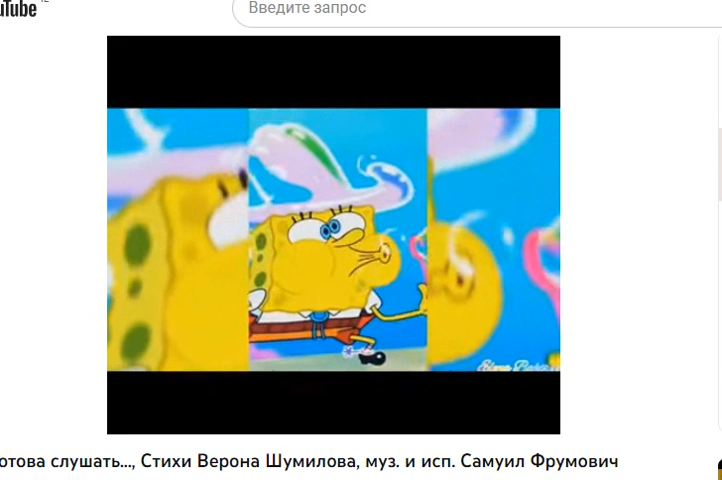 uTube
Введите запрос
отова слушать..., Стихи Верона Шумилова, муз. и исп. Самуил Фрумович